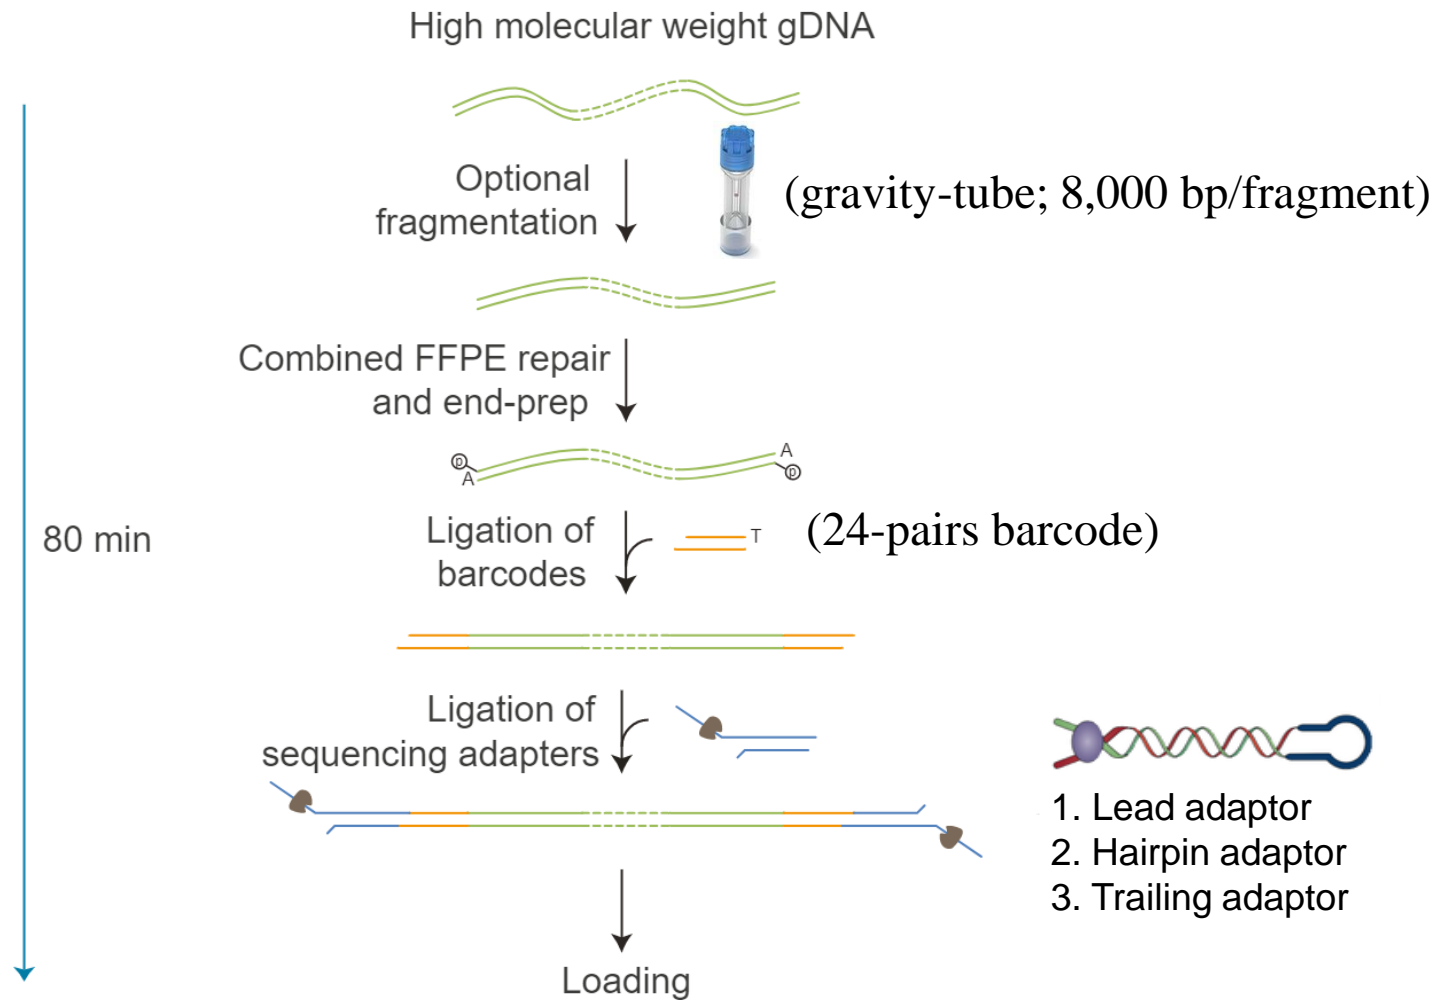 High molecular weight gDNA
Optional
fragmentation
(gravity-tube; 8,000 bp/fragment)
Combined FFPE repair
and end-prep
p
A
A
p
80 min
Ligation of
barcodes
T
(24-pairs barcode)
Ligation of
sequencing adapters
1. Lead adaptor
2. Hairpin adaptor
3. Trailing adaptor
Loading